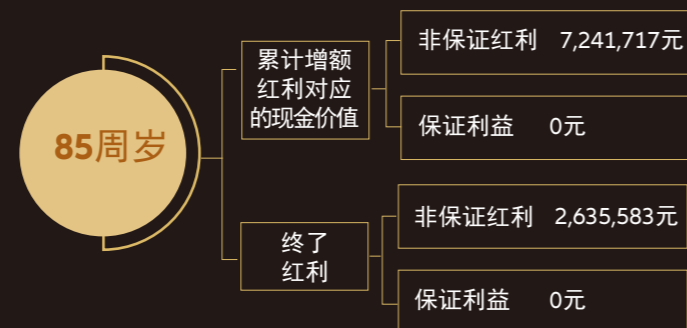 85周岁
累计增额
红利对应
的现金价值
非保证红利 7,241,717元
保证利益 0元
终了
红利
非保证红利 2,635,583元
保证利益 0元